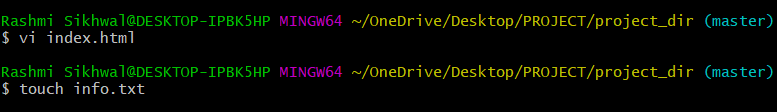 Rashmi Sikhwal@DESKTOP-IPBK5HP MINGW64 ~/OneDrive/Desktop/PROJECT/project_dir (master)
$ vi index.html
Rashmi Sikhwal@DESKTOP-IPBK5HP MINGW64 ~/OneDrive/Desktop/PROJECT/project_dir (master)
$ touch info.txt